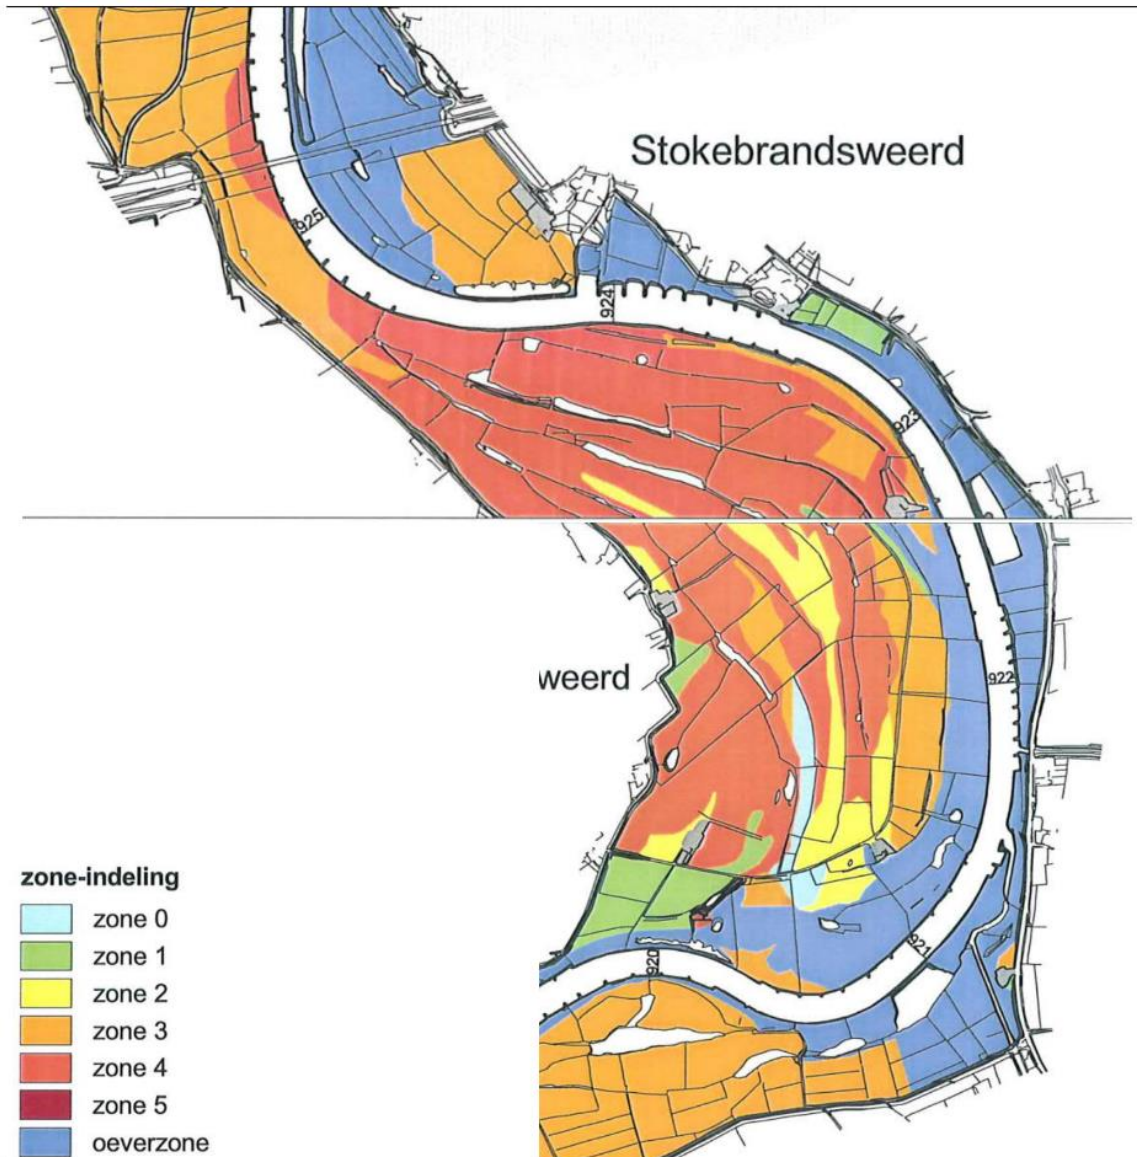 Stokebrandsweerd
925
924
923
922
weerd
921
920
zone-indeling
zone 0
zone 1
zone 2
zone 3
zone 4
zone 5
oeverzone